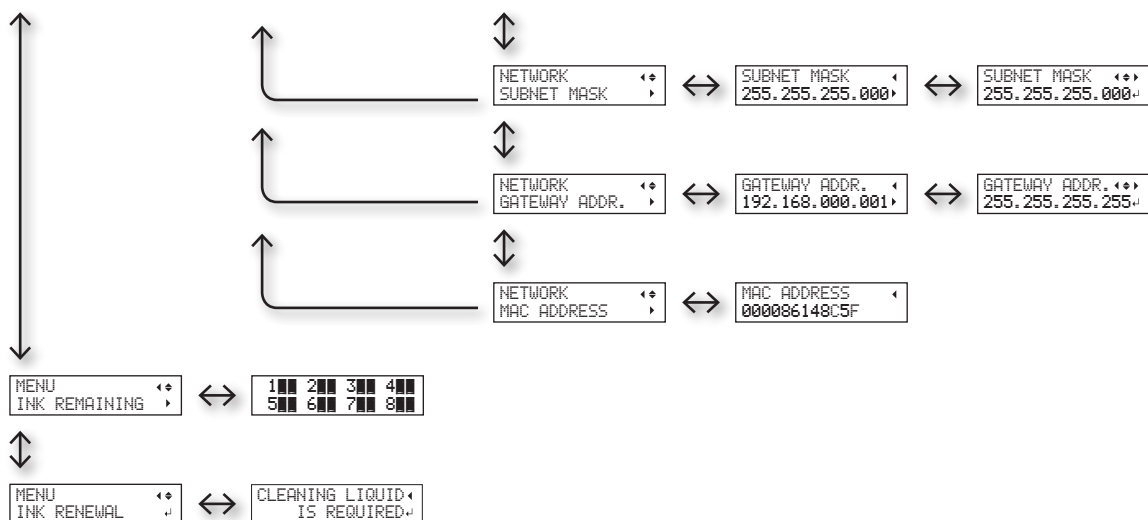 NETWORK
SUBNET MASK
SUBNET MASK
255.255.255.000
SUBNET MASK
255.255.255.000
NETWORK
GATEWAY ADDR.
GATEWAY ADDR.
192.168.000.001
GATEWAY ADDR.
255.255.255.255
NETWORK
MAC ADDRESS
MAC ADDRESS
000086148C5F
MENU
INK REMAINING
1 2 3 4
5 6 7 8
MENU
INK RENEWAL
CLEANING LIQUID
IS REQUIRED